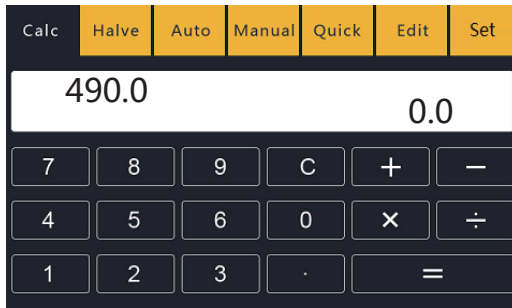 Calc Halve Auto Manual Quick Edit Set
490.0
0.0
7 8 9 C + −
4 5 6 0 × ÷
1 2 3 · =